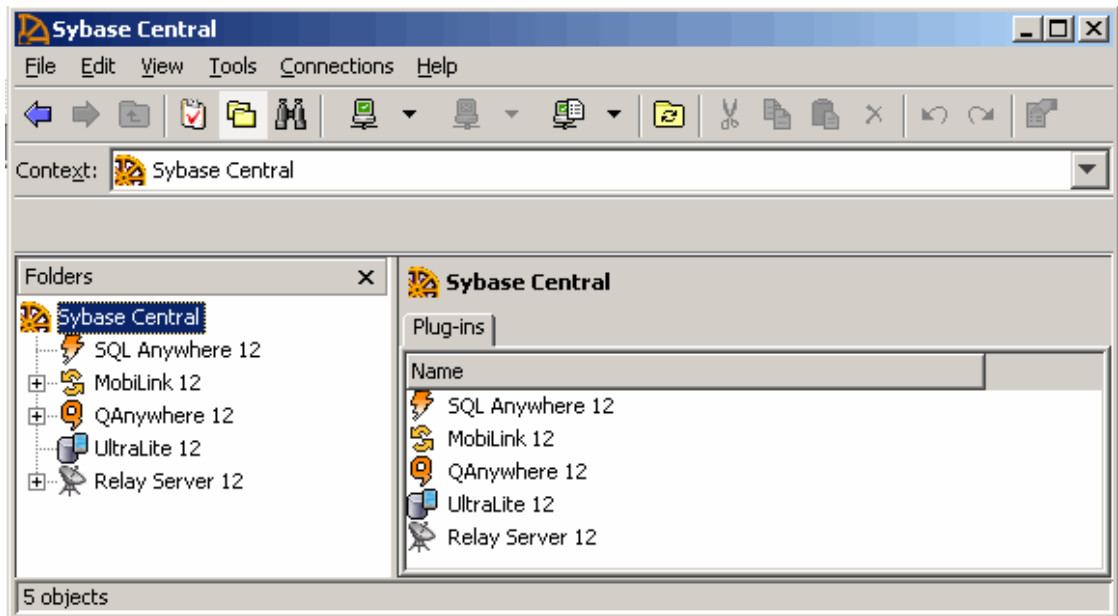 Sybase Central
File Edit View Tools Connections Help
Context: Sybase Central
Folders
Sybase Central
SQL Anywhere 12
MobiLink 12
QAnywhere 12
UltraLite 12
Relay Server 12
Sybase Central
Plug-ins
Name
SQL Anywhere 12
MobiLink 12
QAnywhere 12
UltraLite 12
Relay Server 12
5 objects